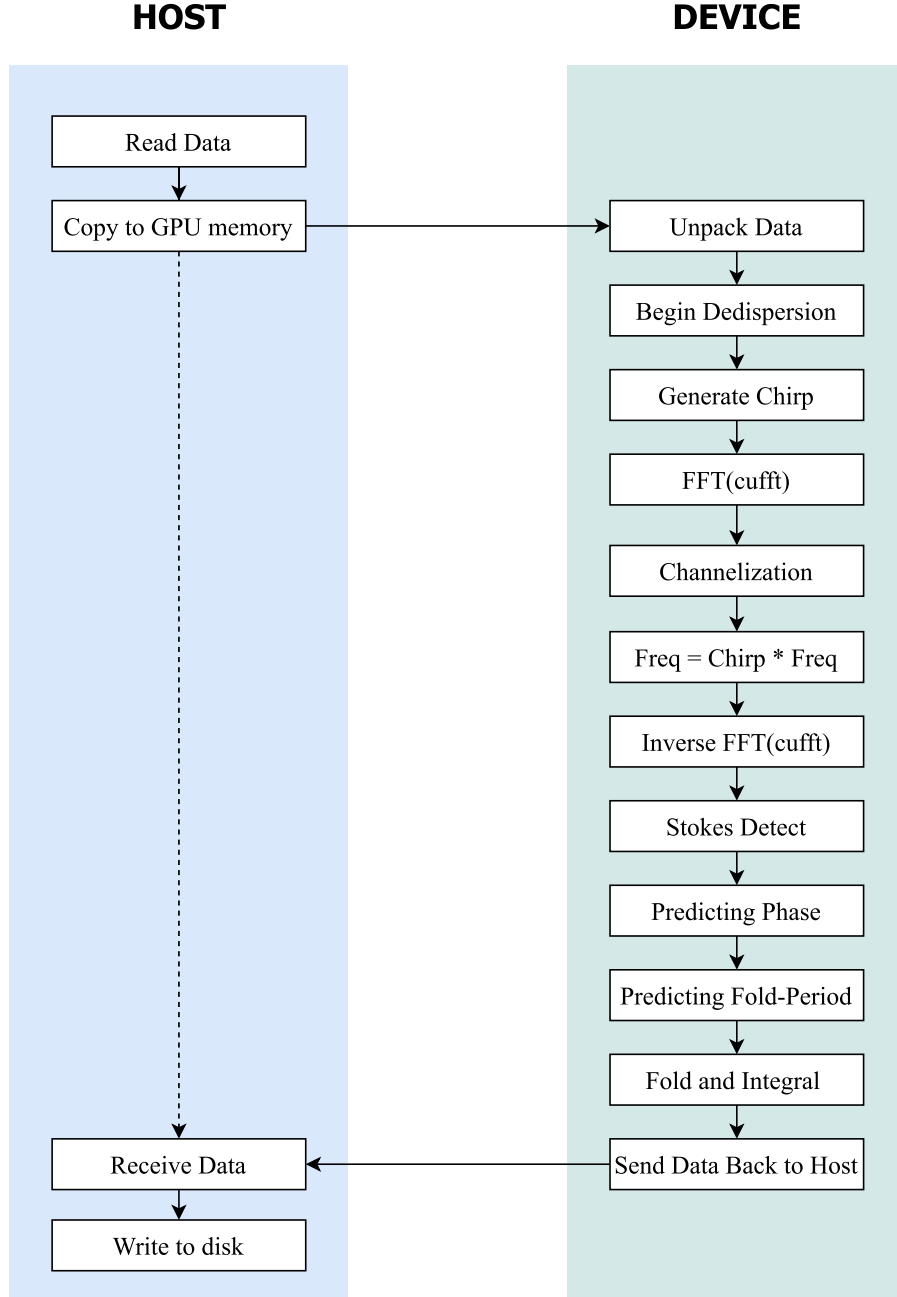 HOST
DEVICE
Read Data
Copy to GPU memory
Unpack Data
Begin Dedispersion
Generate Chirp
FFT(cufft)
Channelization
Freq = Chirp * Freq
Inverse FFT(cufft)
Stokes Detect
Predicting Phase
Predicting Fold-Period
Fold and Integral
Send Data Back to Host
Receive Data
Write to disk